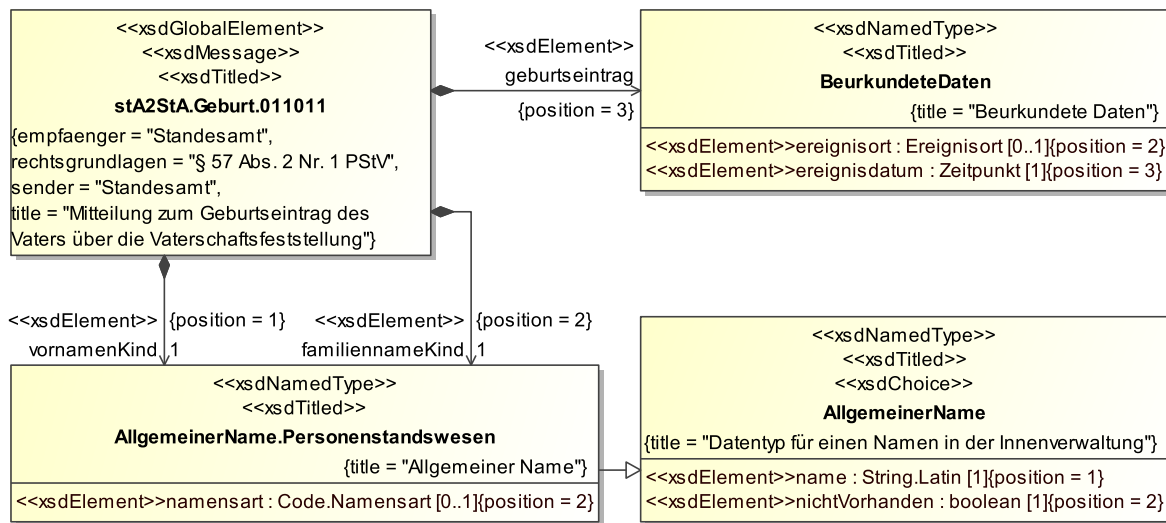 <<xsdGlobalElement>>
<<xsdMessage>>
<<xsdTitled>>
stA2StA.Geburt.011011
{empfaenger = "Standesamt",
rechtsgrundlagen = "§ 57 Abs. 2 Nr. 1 PStV",
sender = "Standesamt",
title = "Mitteilung zum Geburtseintrag des
Vaters über die Vaterschaftsfeststellung"}
<<xsdElement>>
geburtseintrag
{position = 3}
<<xsdNamedType>>
<<xsdTitled>>
BeurkundeteDaten
{title = "Beurkundete Daten"}
<<xsdElement>>ereignisort : Ereignisort [0..1]{position = 2}
<<xsdElement>>ereignisdatum : Zeitpunkt [1]{position = 3}
<<xsdElement>>
{position = 1}
vornamenKind
1
<<xsdElement>>
{position = 2}
familiennameKind
1
<<xsdNamedType>>
<<xsdTitled>>
AllgemeinerName.Personenstandswesen
{title = "Allgemeiner Name"}
<<xsdElement>>namensart : Code.Namensart [0..1]{position = 2}
<<xsdNamedType>>
<<xsdTitled>>
<<xsdChoice>>
AllgemeinerName
{title = "Datentyp für einen Namen in der Innenverwaltung"}
<<xsdElement>>name : String.Latin [1]{position = 1}
<<xsdElement>>nichtVorhanden : boolean [1]{position = 2}